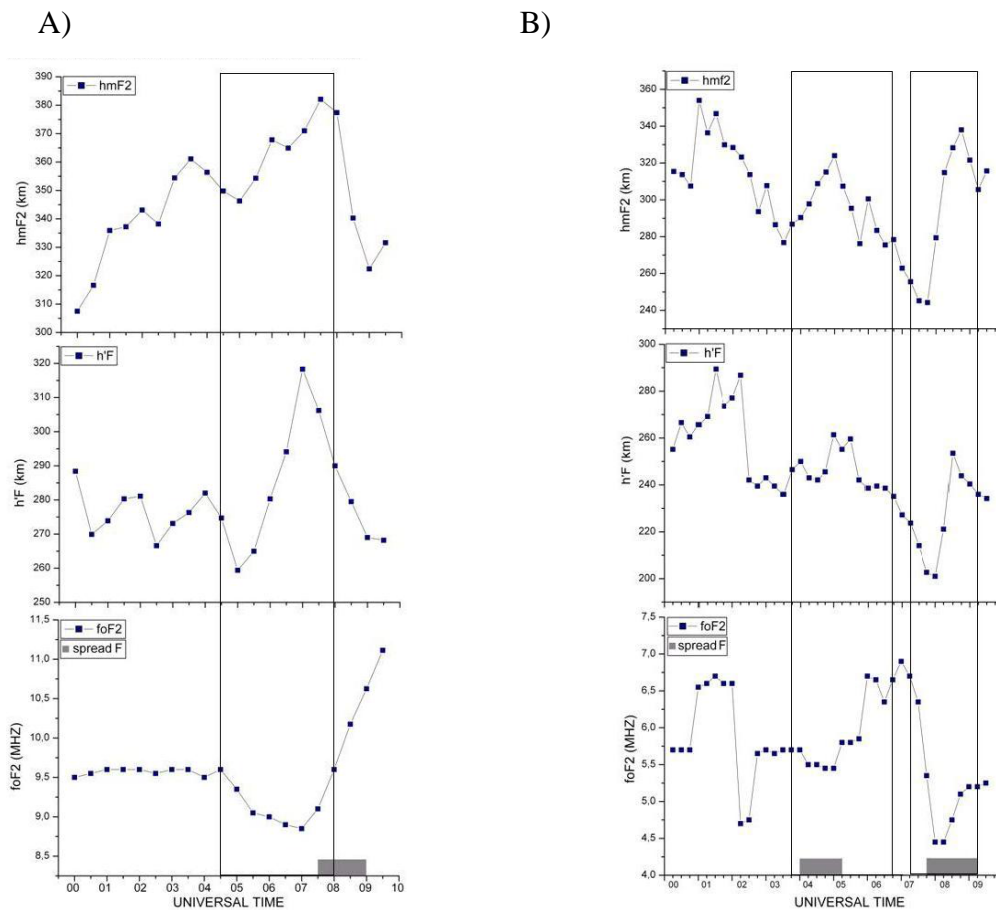 A)
B)
hmF2
390
380
370
360
350
340
330
320
310
300
hmF2 (km)
h'F
320
310
300
290
280
270
260
250
h'F (km)
foF2
spread F
11,5
11,0
10,5
10,0
9,5
9,0
8,5
foF2 (MHZ)
00 01 02 03 04 05 06 07 08 09 10
UNIVERSAL TIME
hmf2
360
340
320
300
280
260
240
hmF2 (km)
h'F
300
280
260
240
220
200
h'F (km)
foF2
spread F
7,5
7,0
6,5
6,0
5,5
5,0
4,5
4,0
foF2 (MHZ)
00 01 02 03 04 05 06 07 08 09
UNIVERSAL TIME